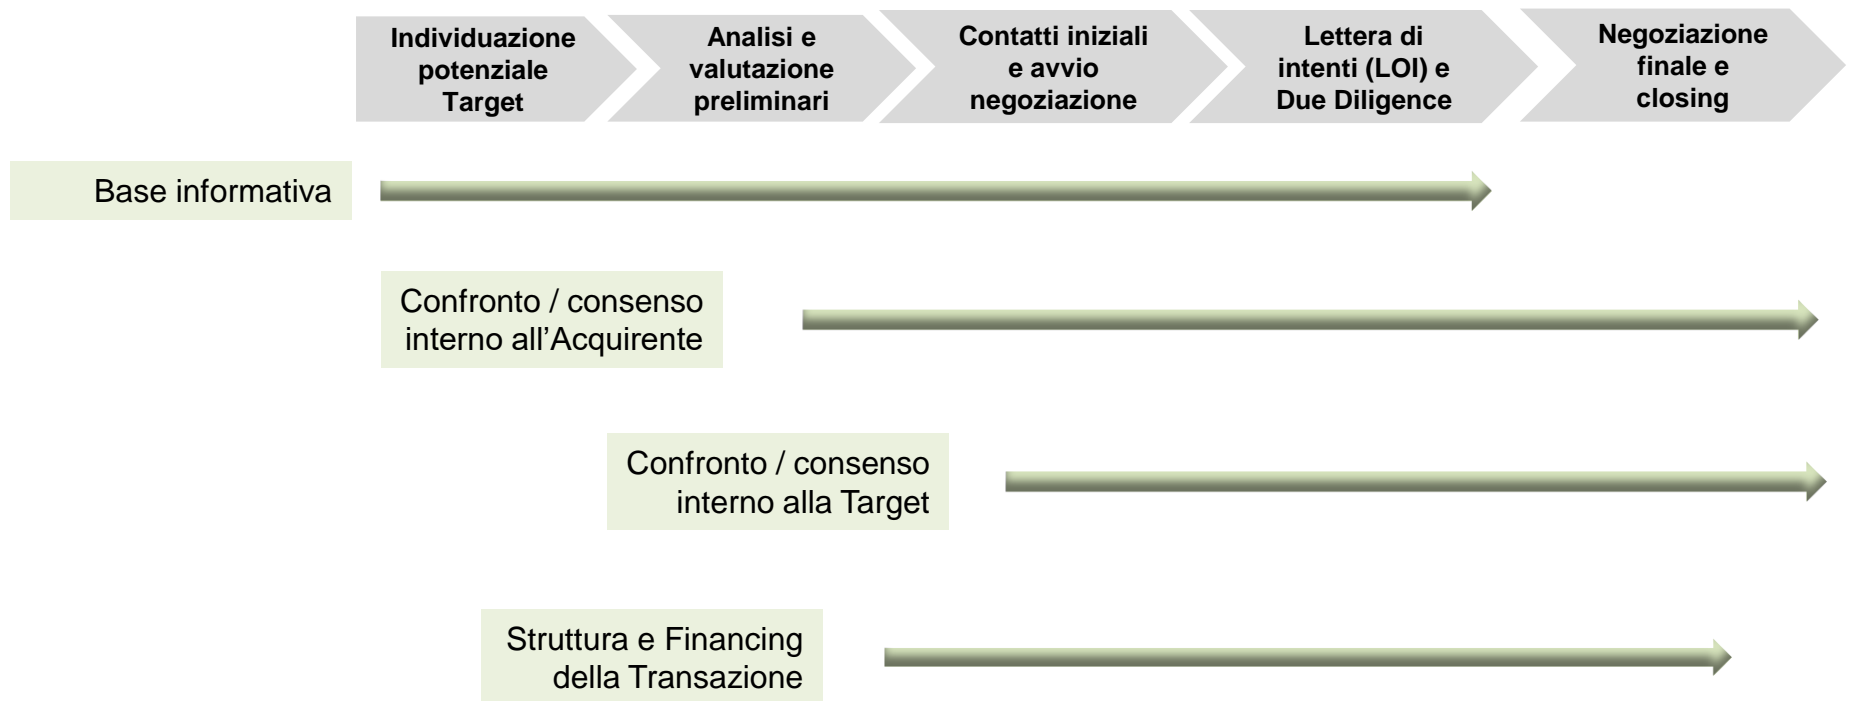 Individuazione
potenziale
Target
Analisi e
valutazione
preliminari
Contatti iniziali
e avvio
negoziazione
Lettera di
intenti (LOI) e
Due Diligence
Negoziazione
finale e
closing
Base informativa
Confronto / consenso
interno all’Acquirente
Confronto / consenso
interno alla Target
Struttura e Financing
della Transazione